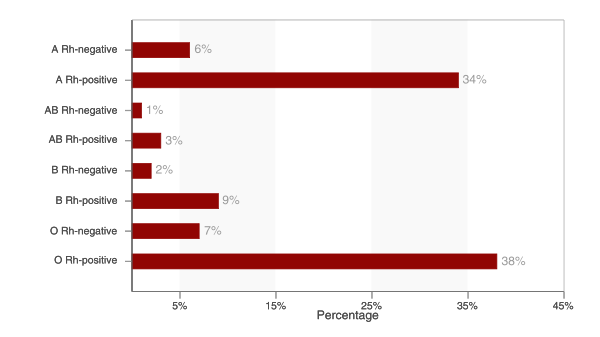 A Rh-negative 6%
A Rh-positive 34%
AB Rh-negative 1%
AB Rh-positive 3%
B Rh-negative 2%
B Rh-positive 9%
O Rh-negative 7%
O Rh-positive 38%
5% 15% 25% 35% 45%
Percentage